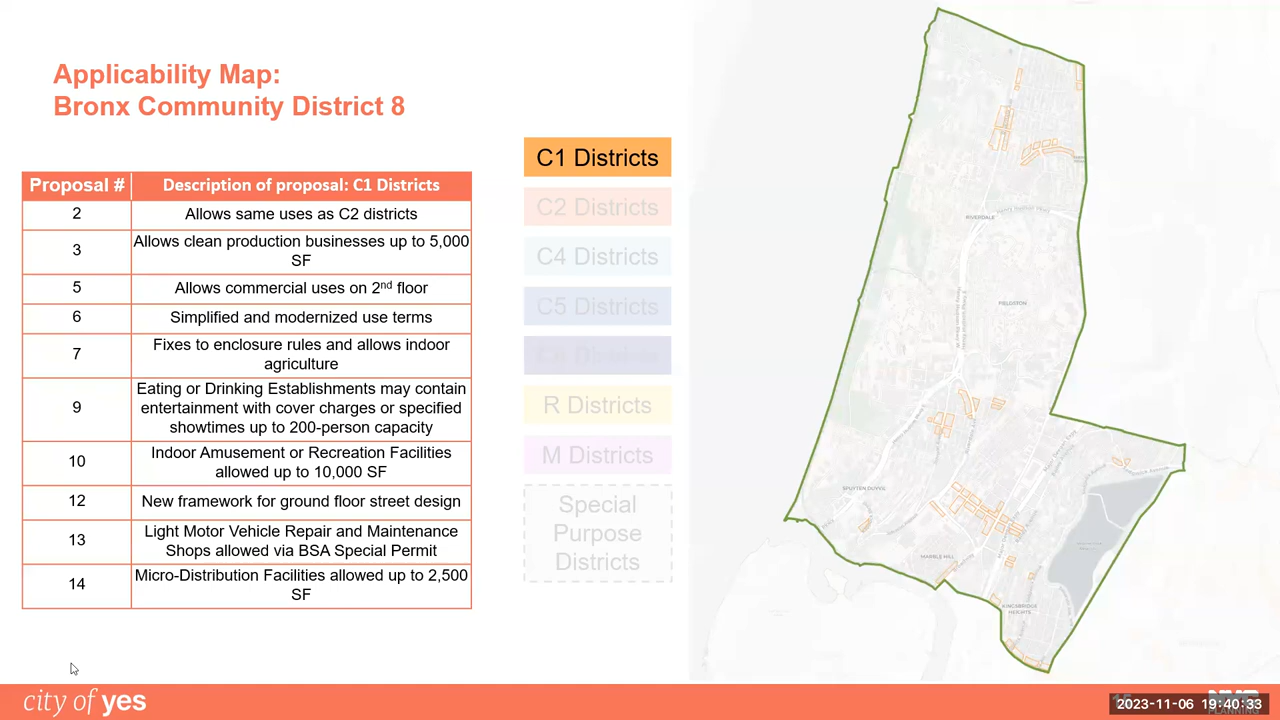 Applicability Map:
Bronx Community District 8
Proposal #
Description of proposal: C1 Districts
2
Allows same uses as C2 districts
3
Allows clean production businesses up to 5,000
SF
5
Allows commercial uses on 2nd floor
6
Simplified and modernized use terms
7
Fixes to enclosure rules and allows indoor
agriculture
9
Eating or Drinking Establishments may contain
entertainment with cover charges or specified
showtimes up to 200-person capacity
10
Indoor Amusement or Recreation Facilities
allowed up to 10,000 SF
12
New framework for ground floor street design
13
Light Motor Vehicle Repair and Maintenance
Shops allowed via BSA Special Permit
14
Micro-Distribution Facilities allowed up to 2,500
SF
C1 Districts
C2 Districts
C4 Districts
C5 Districts
Districts
R Districts
M Districts
Special
Purpose
Districts
RIVERDALE
FIELDSTON
SPUYTEN DUYVIL
MARBLE HILL
KINGSBRIDGE
HEIGHTS
city of yes
2023-11-06 19:40:33